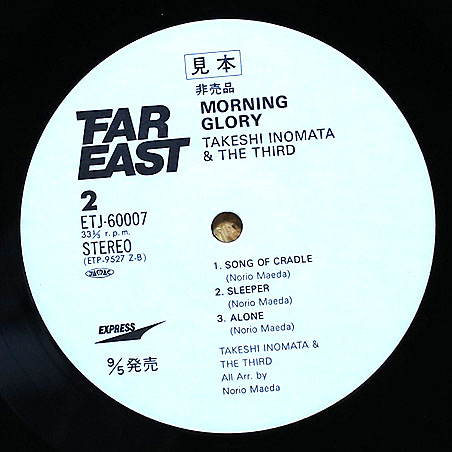 見本
非売品
MORNING
GLORY
TAKESHI INOMATA
& THE THIRD
FAR
EAST
2
ETJ-60007
33⅓ r.p.m.
STEREO
(ETP-9527 Z-B)
1. SONG OF CRADLE
(Norio Maeda)
2. SLEEPER
(Norio Maeda)
3. ALONE
(Norio Maeda)
TAKESHI INOMATA &
THE THIRD
All Arr. by
Norio Maeda
EXPRESS
9/5発売